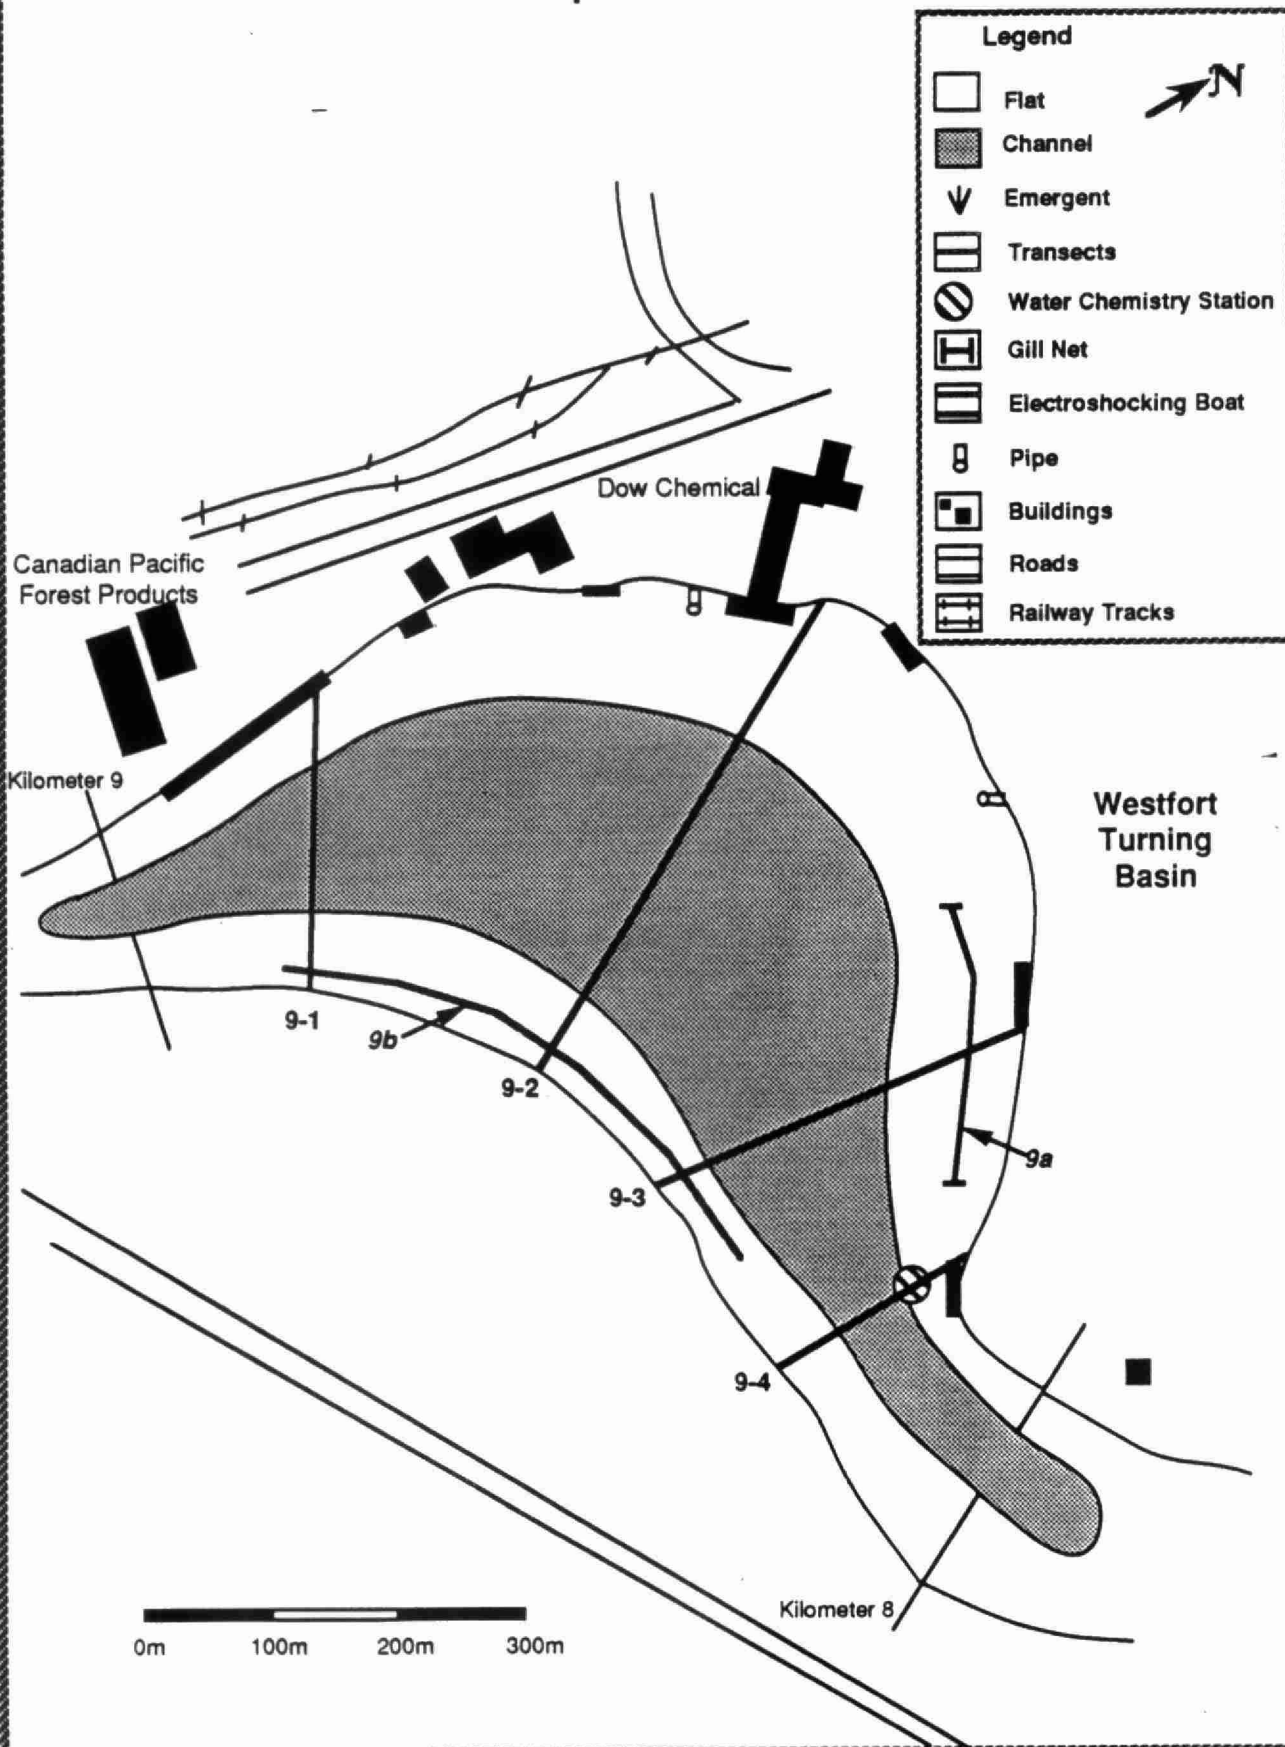 Legend
N
Flat
Channel
Emergent
Transects
Water Chemistry Station
Gill Net
Electroshocking Boat
Pipe
Buildings
Roads
Railway Tracks
Dow Chemical
Canadian Pacific
Forest Products
Kilometer 9
Westfort
Turning
Basin
9-1
9b
9-2
9a
9-3
9-4
Kilometer 8
0m 100m 200m 300m